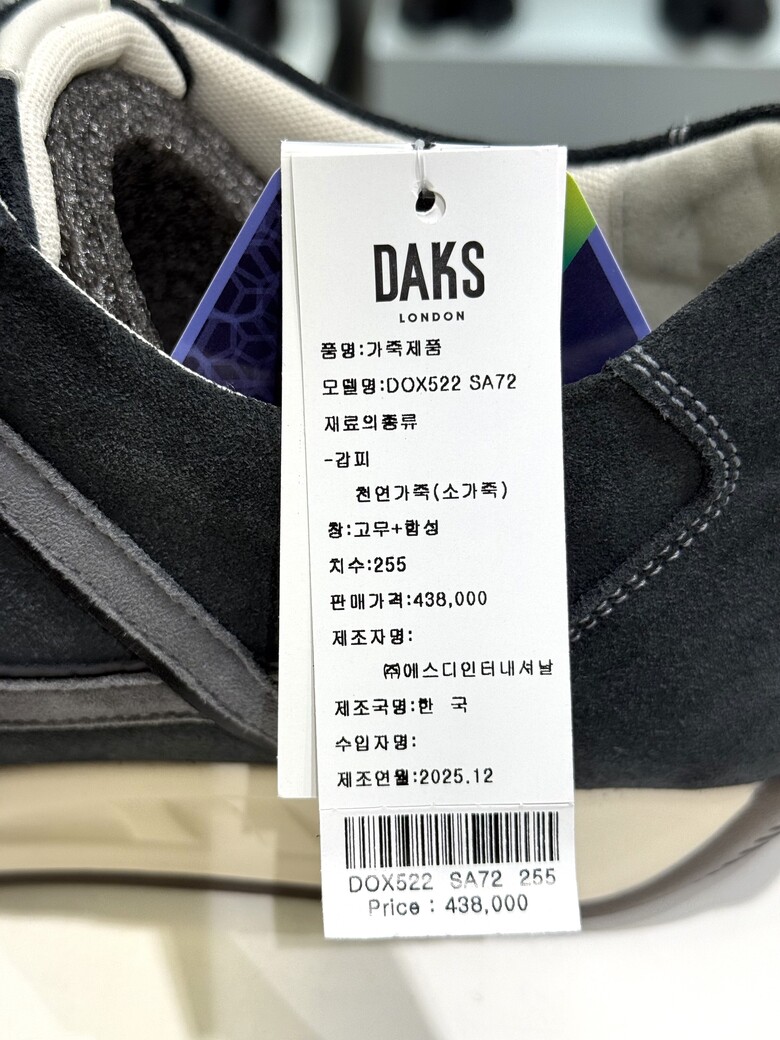 DAKS
LONDON
품명:가죽제품
모델명:DOX522 SA72
재료의종류
-갑피
천연가죽(소가죽)
창:고무+합성
치수:255
판매가격:438,000
제조자명:
㈜에스디인터내셔날
제조국명:한 국
수입자명:
제조연월:2025.12
DOX522 SA72 255
Price : 438,000